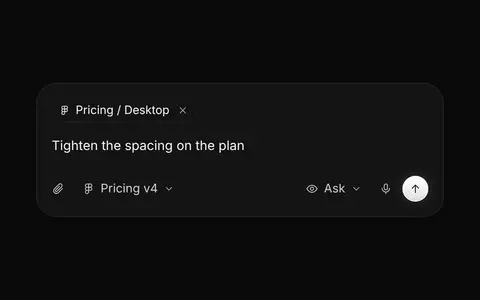 Pricing / Desktop
Tighten the spacing on the plan
Pricing v4
Ask